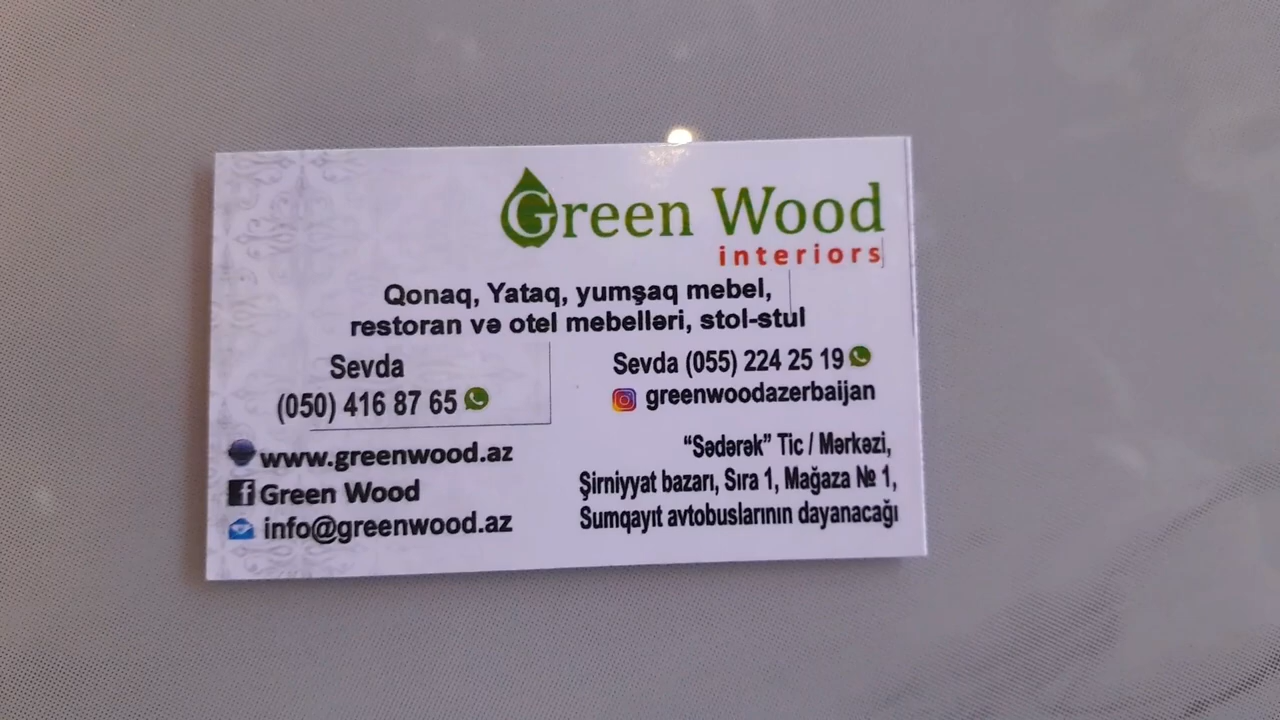 Green Wood
interiors
Qonaq, Yataq, yumşaq mebel,
restoran və otel mebelləri, stol-stul
Sevda
(050) 416 87 65
Sevda (055) 224 25 19
greenwoodazerbaijan
www.greenwood.az
Green Wood
info@greenwood.az
“Sədərək” Tic / Mərkəzi,
Şirniyyat bazarı, Sıra 1, Mağaza № 1,
Sumqayıt avtobuslarının dayanacağı